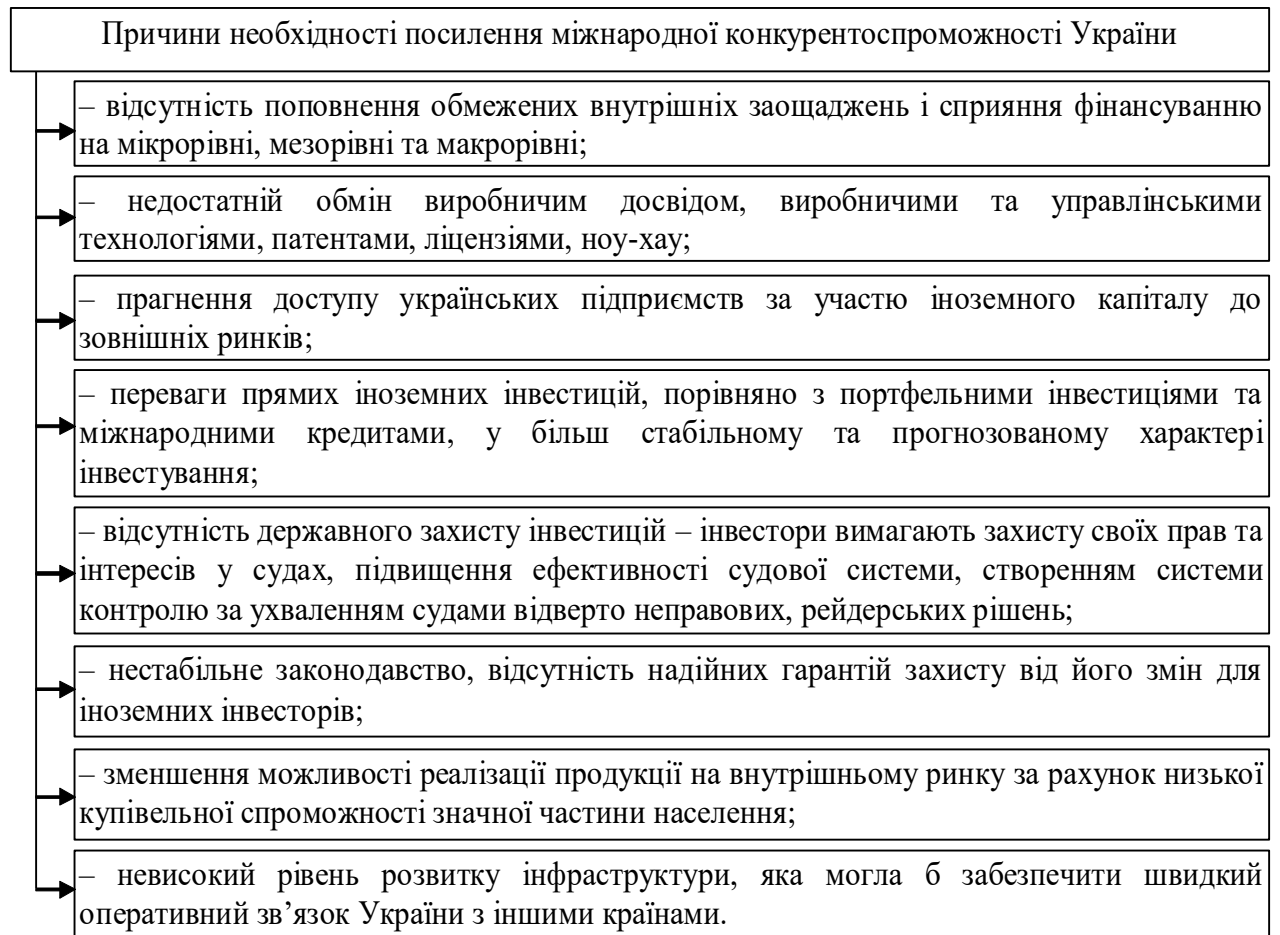 Причини необхідності посилення міжнародної конкурентоспроможності України
– відсутність поповнення обмежених внутрішніх заощаджень і сприяння фінансуванню
на мікрорівні, мезорівні та макрорівні;
– недостатній обмін виробничим досвідом, виробничими та управлінськими
технологіями, патентами, ліцензіями, ноу-хау;
– прагнення доступу українських підприємств за участю іноземного капіталу до
зовнішніх ринків;
– переваги прямих іноземних інвестицій, порівняно з портфельними інвестиціями та
міжнародними кредитами, у більш стабільному та прогнозованому характері
інвестування;
– відсутність державного захисту інвестицій – інвестори вимагають захисту своїх прав та
інтересів у судах, підвищення ефективності судової системи, створенням системи
контролю за ухваленням судами відверто неправових, рейдерських рішень;
– нестабільне законодавство, відсутність надійних гарантій захисту від його змін для
іноземних інвесторів;
– зменшення можливості реалізації продукції на внутрішньому ринку за рахунок низької
купівельної спроможності значної частини населення;
– невисокий рівень розвитку інфраструктури, яка могла б забезпечити швидкий
оперативний зв’язок України з іншими країнами.